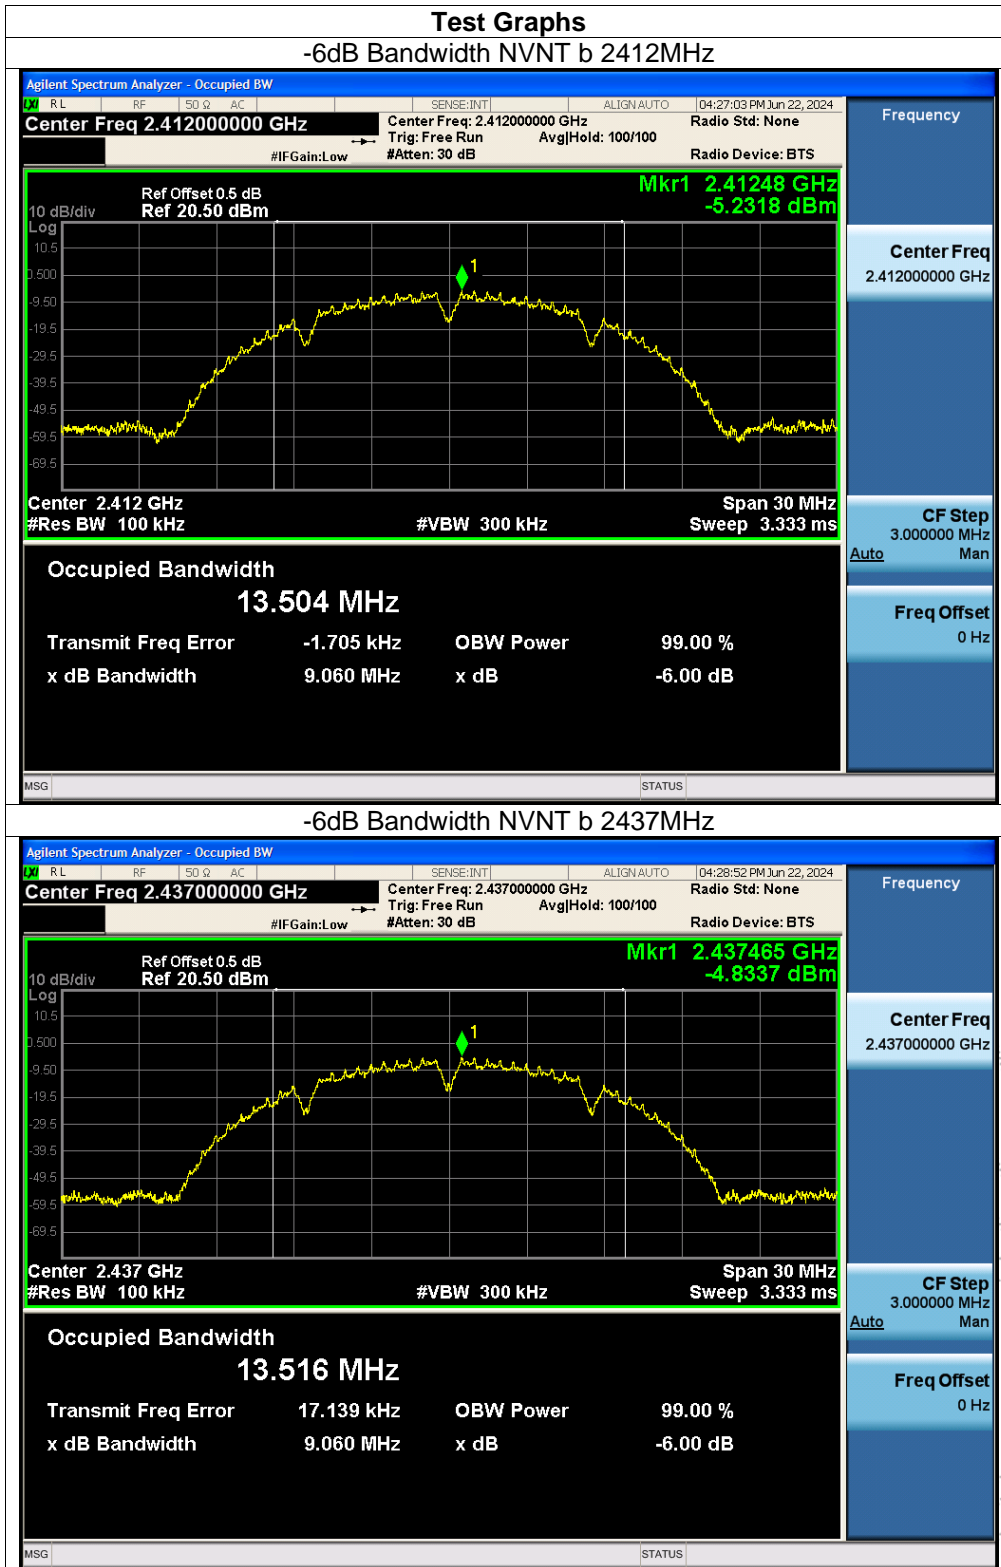 Test Graphs
-6dB Bandwidth NVNT b 2412MHz
Agilent Spectrum Analyzer - Occupied BW
LXI RL RF 50 Ω AC SENSE:INT ALIGN AUTO 04:27:03 PM Jun 22, 2024
Center Freq 2.412000000 GHz Center Freq: 2.412000000 GHz Radio Std: None
Trig: Free Run Avg|Hold: 100/100
#IFGain:Low #Atten: 30 dB Radio Device: BTS
Frequency
Ref Offset 0.5 dB Mkr1 2.41248 GHz
10 dB/div Ref 20.50 dBm -5.2318 dBm
Log
10.5
0.500
-9.50
-19.5
-29.5
-39.5
-49.5
-59.5
-69.5
1
Center 2.412 GHz Span 30 MHz
#Res BW 100 kHz #VBW 300 kHz Sweep 3.333 ms
Occupied Bandwidth
13.504 MHz
Transmit Freq Error -1.705 kHz OBW Power 99.00 %
x dB Bandwidth 9.060 MHz x dB -6.00 dB
Center Freq
2.412000000 GHz
CF Step
3.000000 MHz
Auto Man
Freq Offset
0 Hz
MSG STATUS
-6dB Bandwidth NVNT b 2437MHz
Agilent Spectrum Analyzer - Occupied BW
LXI RL RF 50 Ω AC SENSE:INT ALIGN AUTO 04:28:52 PM Jun 22, 2024
Center Freq 2.437000000 GHz Center Freq: 2.437000000 GHz Radio Std: None
Trig: Free Run Avg|Hold: 100/100
#IFGain:Low #Atten: 30 dB Radio Device: BTS
Frequency
Ref Offset 0.5 dB Mkr1 2.437465 GHz
10 dB/div Ref 20.50 dBm -4.8337 dBm
Log
10.5
0.500
-9.50
-19.5
-29.5
-39.5
-49.5
-59.5
-69.5
1
Center 2.437 GHz Span 30 MHz
#Res BW 100 kHz #VBW 300 kHz Sweep 3.333 ms
Occupied Bandwidth
13.516 MHz
Transmit Freq Error 17.139 kHz OBW Power 99.00 %
x dB Bandwidth 9.060 MHz x dB -6.00 dB
Center Freq
2.437000000 GHz
CF Step
3.000000 MHz
Auto Man
Freq Offset
0 Hz
MSG STATUS